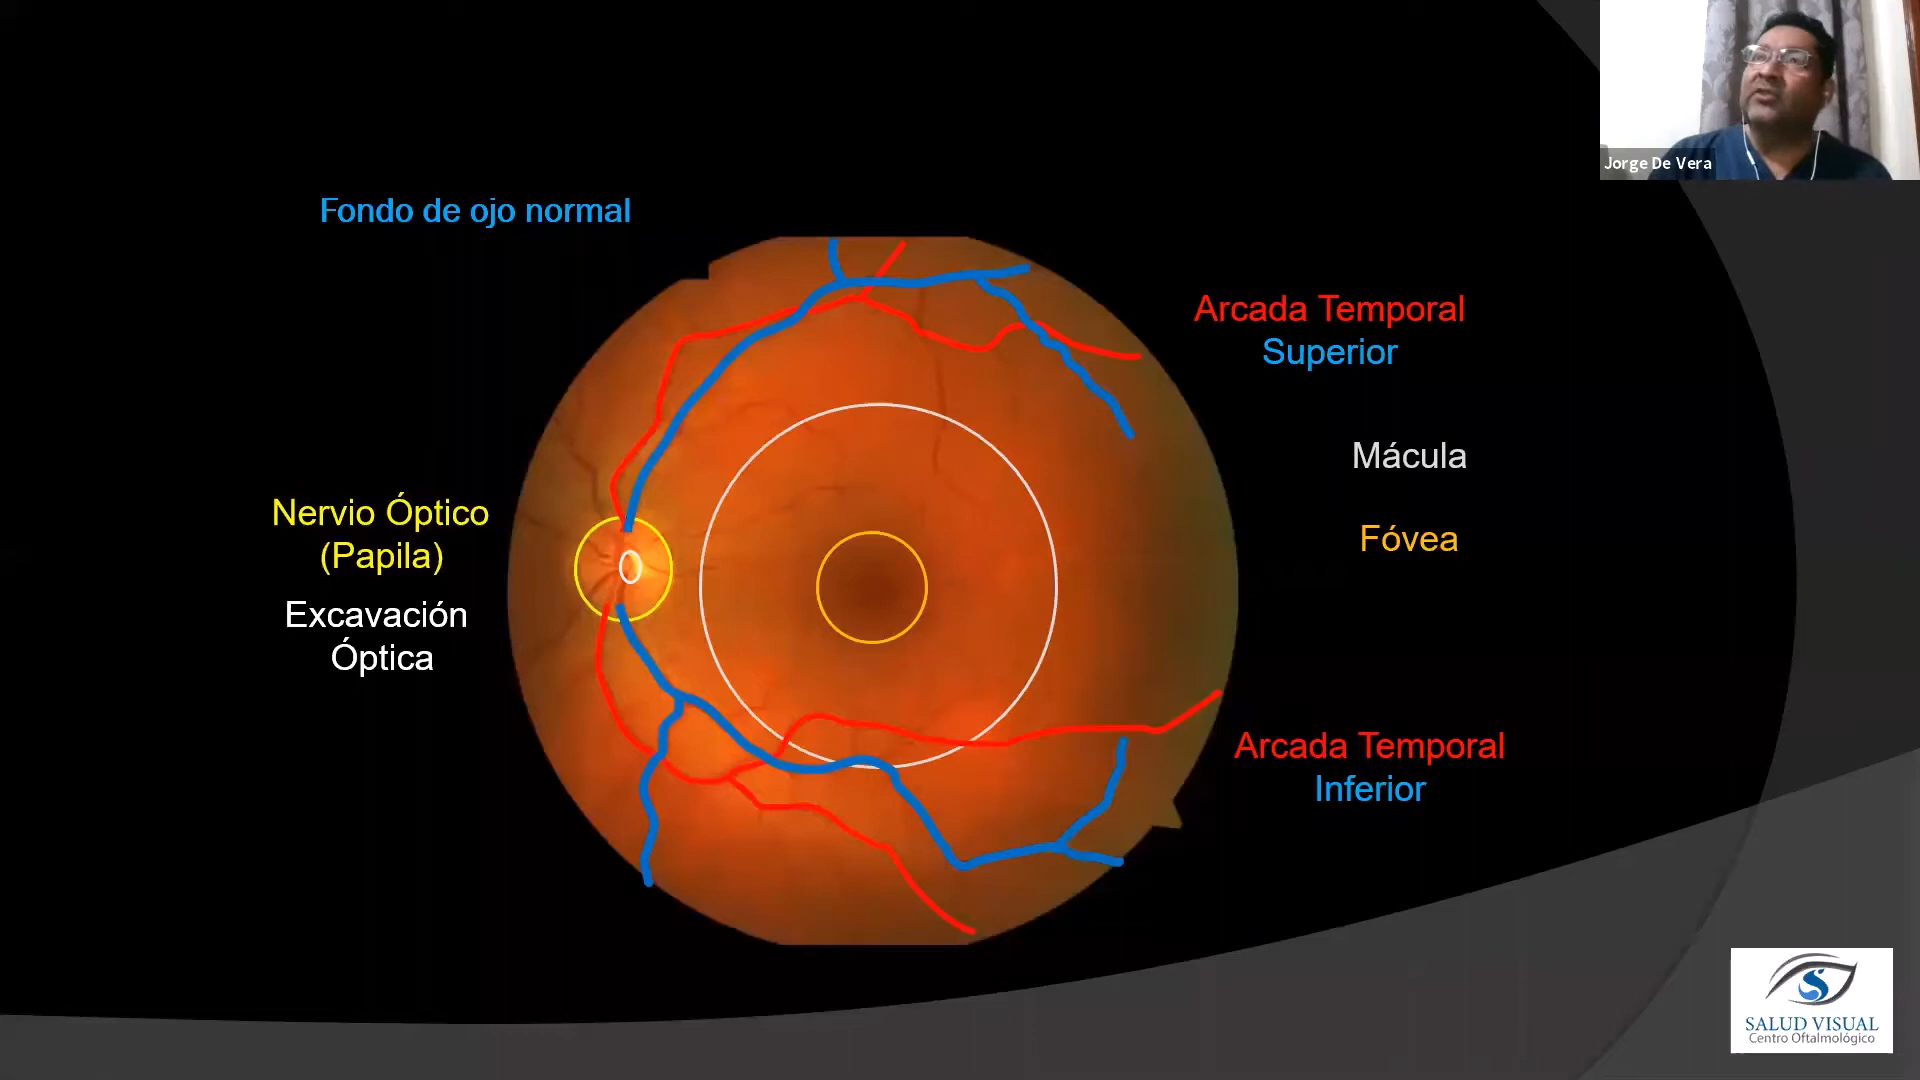 Jorge De Vera
Fondo de ojo normal
Arcada Temporal
Superior
Mácula
Fóvea
Nervio Óptico
(Papila)
Excavación
Óptica
Arcada Temporal
Inferior
SALUD VISUAL
Centro Oftalmológico